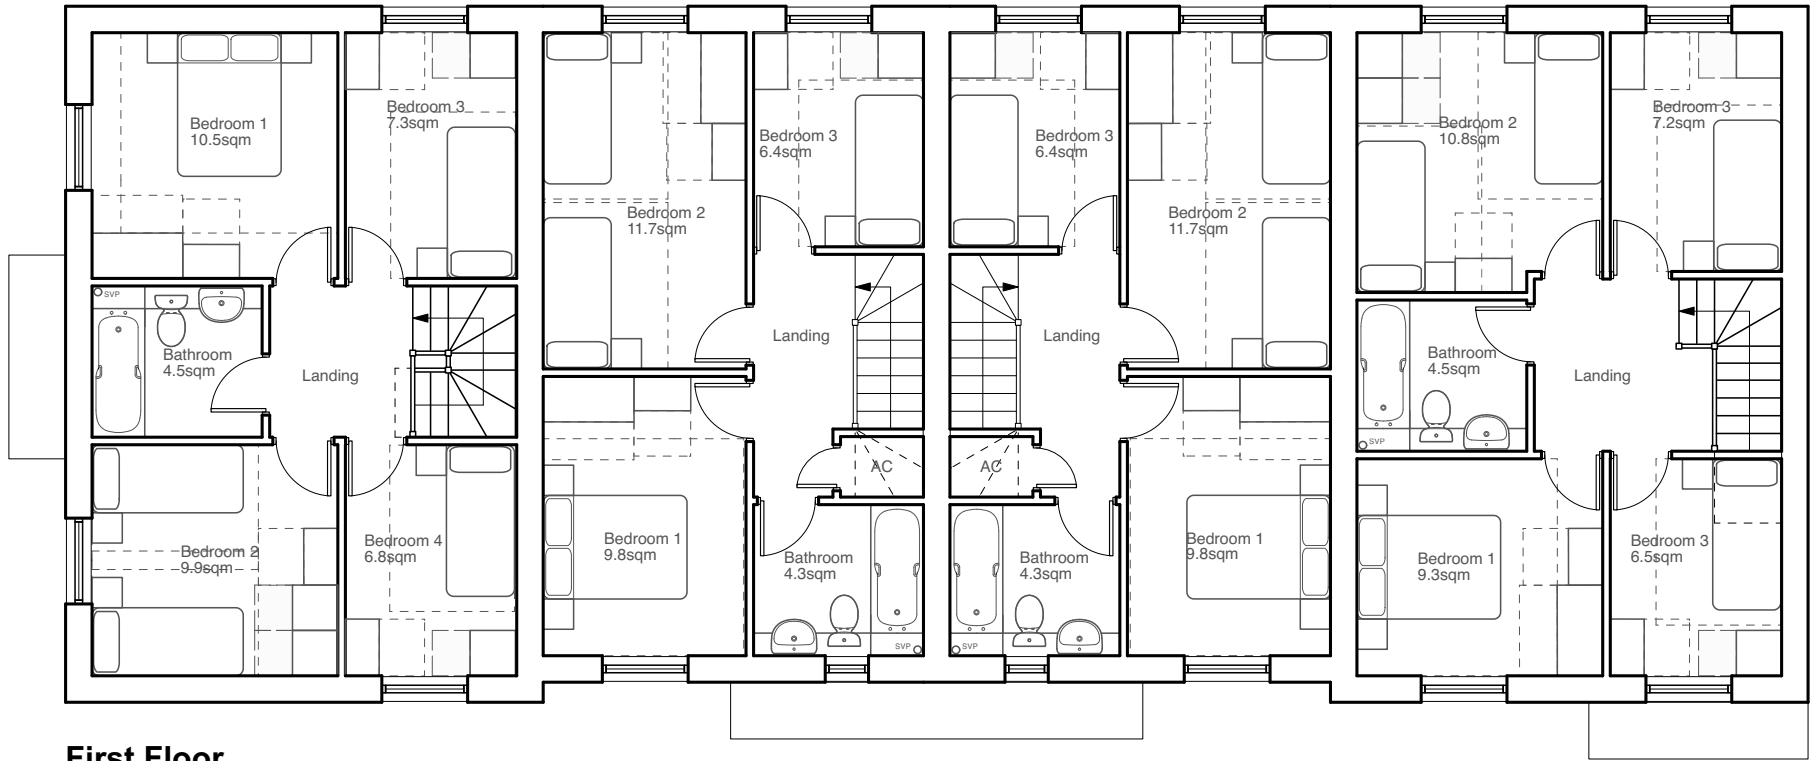 Bedroom 1
10.5sqm
Bedroom 3
7.3sqm
SVP
Bathroom
4.5sqm
Landing
Bedroom 2
9.9sqm
Bedroom 4
6.8sqm
Bedroom 2
11.7sqm
Bedroom 3
6.4sqm
Landing
AC
Bedroom 1
9.8sqm
Bathroom
4.3sqm
SVP
Bedroom 3
6.4sqm
Bedroom 2
11.7sqm
Landing
AC
Bathroom
4.3sqm
SVP
Bedroom 1
9.8sqm
Bedroom 2
10.8sqm
Bedroom 3
7.2sqm
Bathroom
4.5sqm
SVP
Landing
Bedroom 1
9.3sqm
Bedroom 3
6.5sqm
First Floor